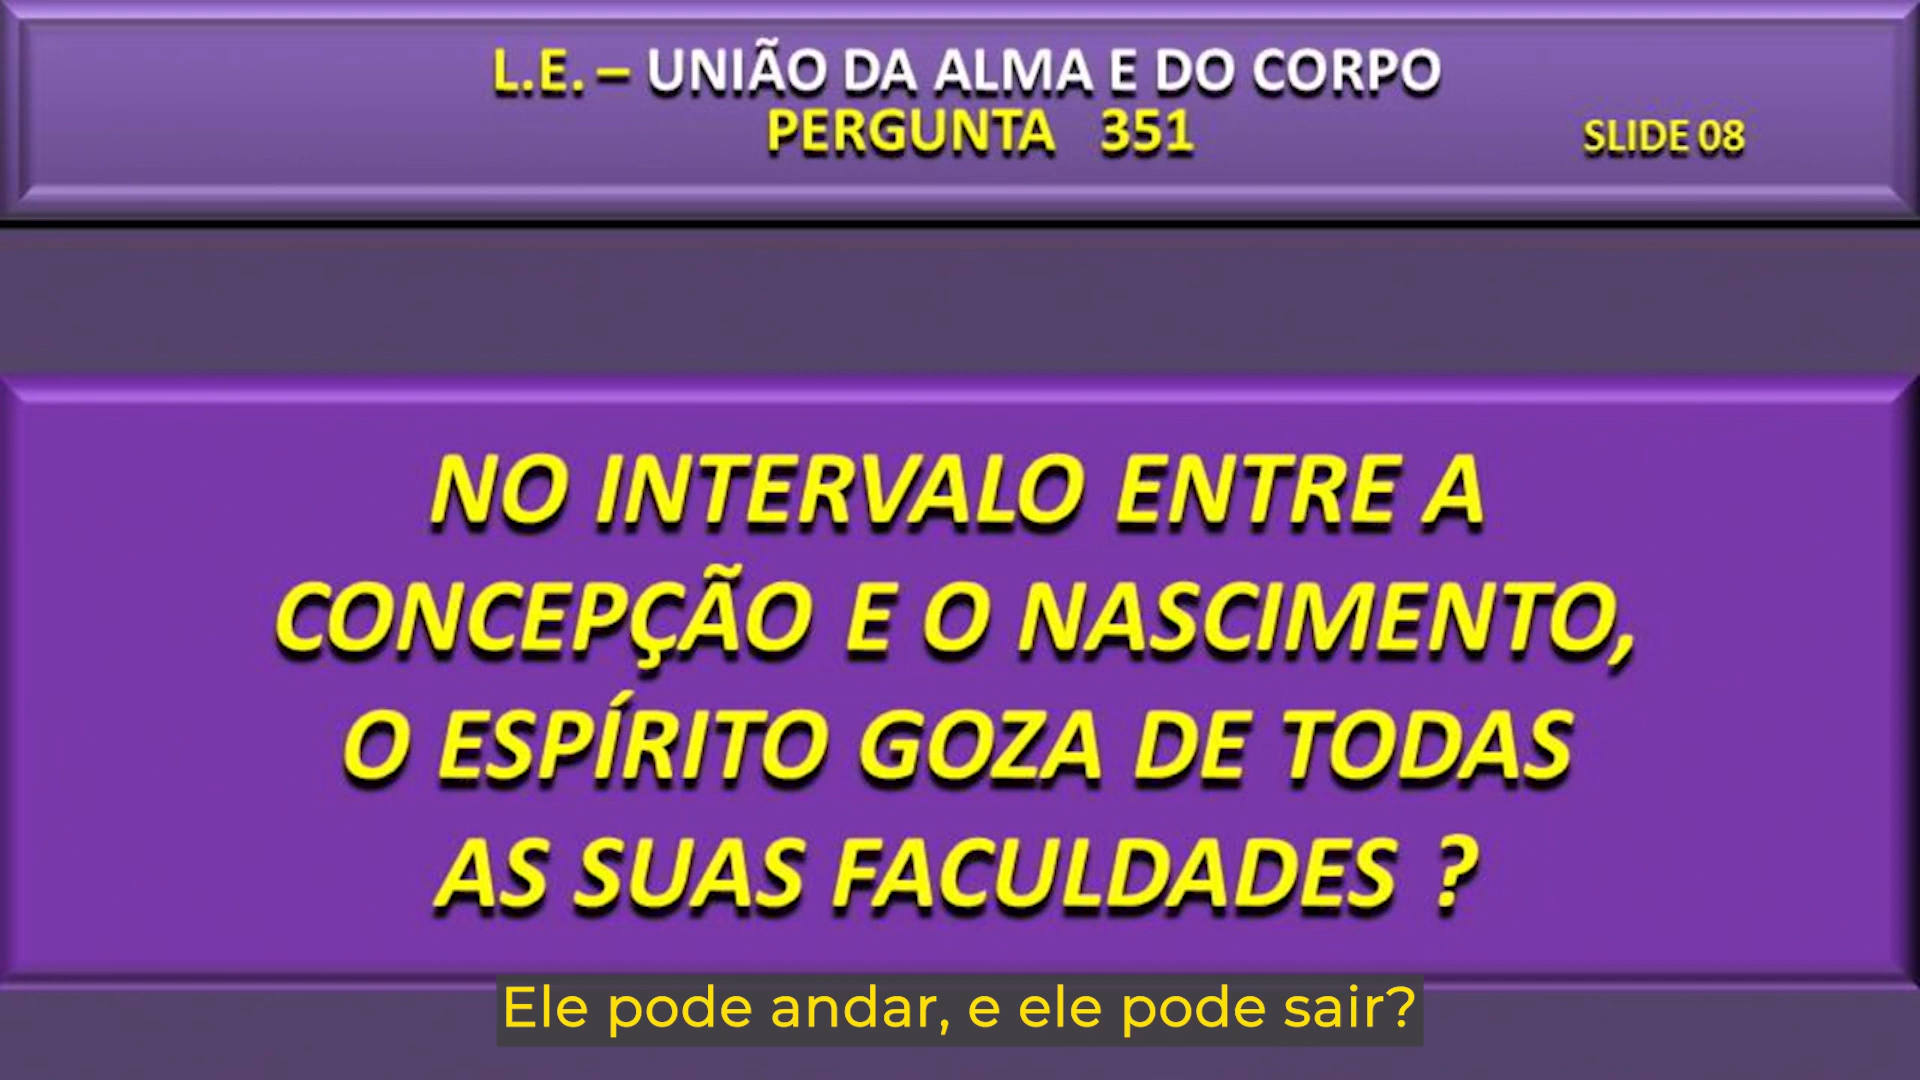 L.E. – UNIÃO DA ALMA E DO CORPO
PERGUNTA 351
SLIDE 08
NO INTERVALO ENTRE A
CONCEPÇÃO E O NASCIMENTO,
O ESPÍRITO GOZA DE TODAS
AS SUAS FACULDADES ?
Ele pode andar, e ele pode sair?